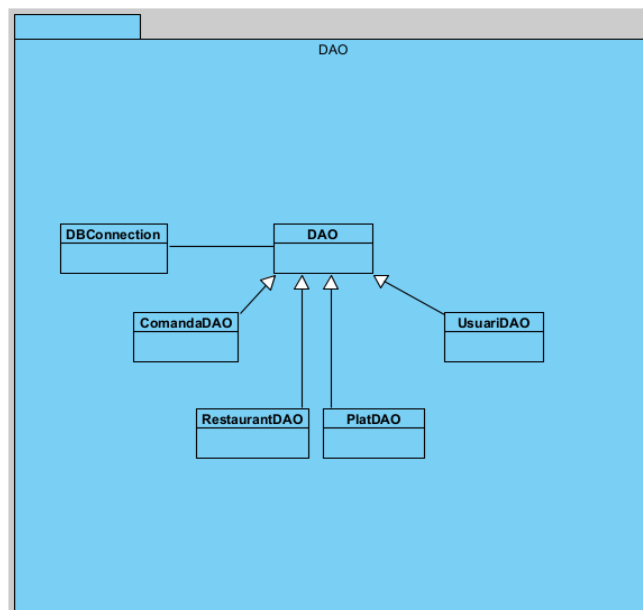 DAO
DBConnection
DAO
ComandaDAO
UsuariDAO
RestaurantDAO
PlatDAO